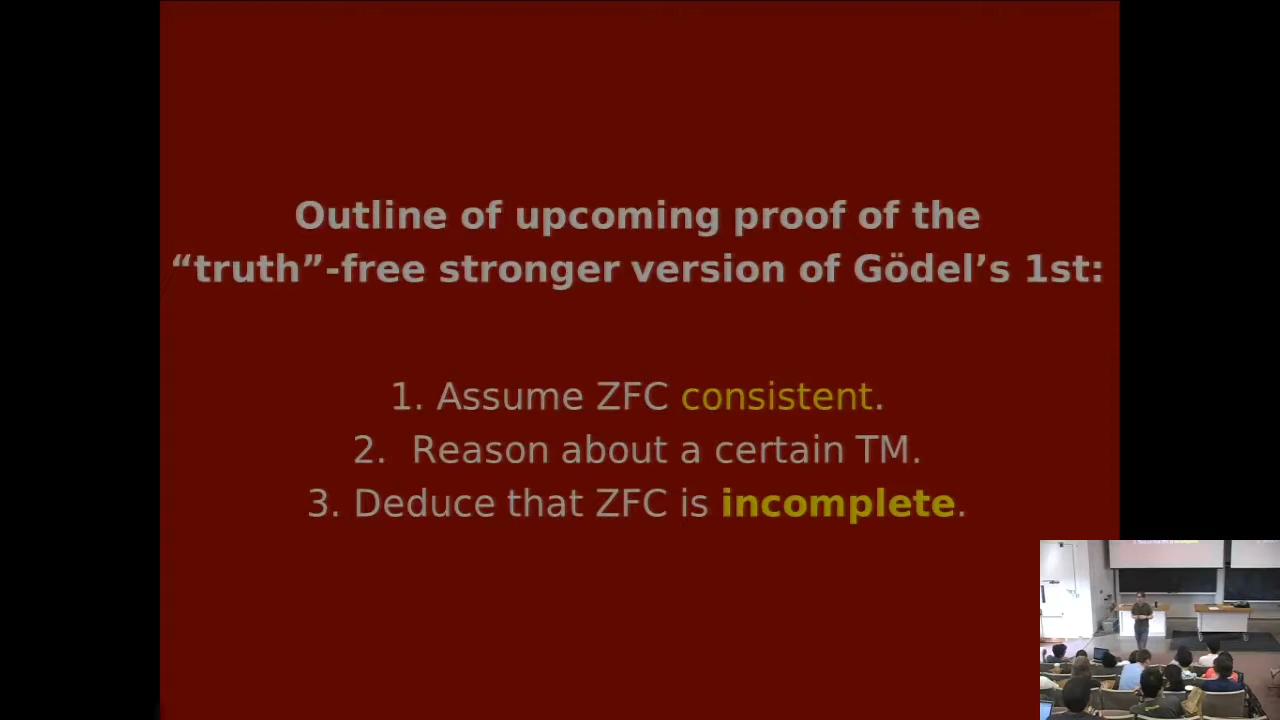 Outline of upcoming proof of the
“truth”-free stronger version of Gödel’s 1st:
1. Assume ZFC consistent.
2. Reason about a certain TM.
3. Deduce that ZFC is incomplete.